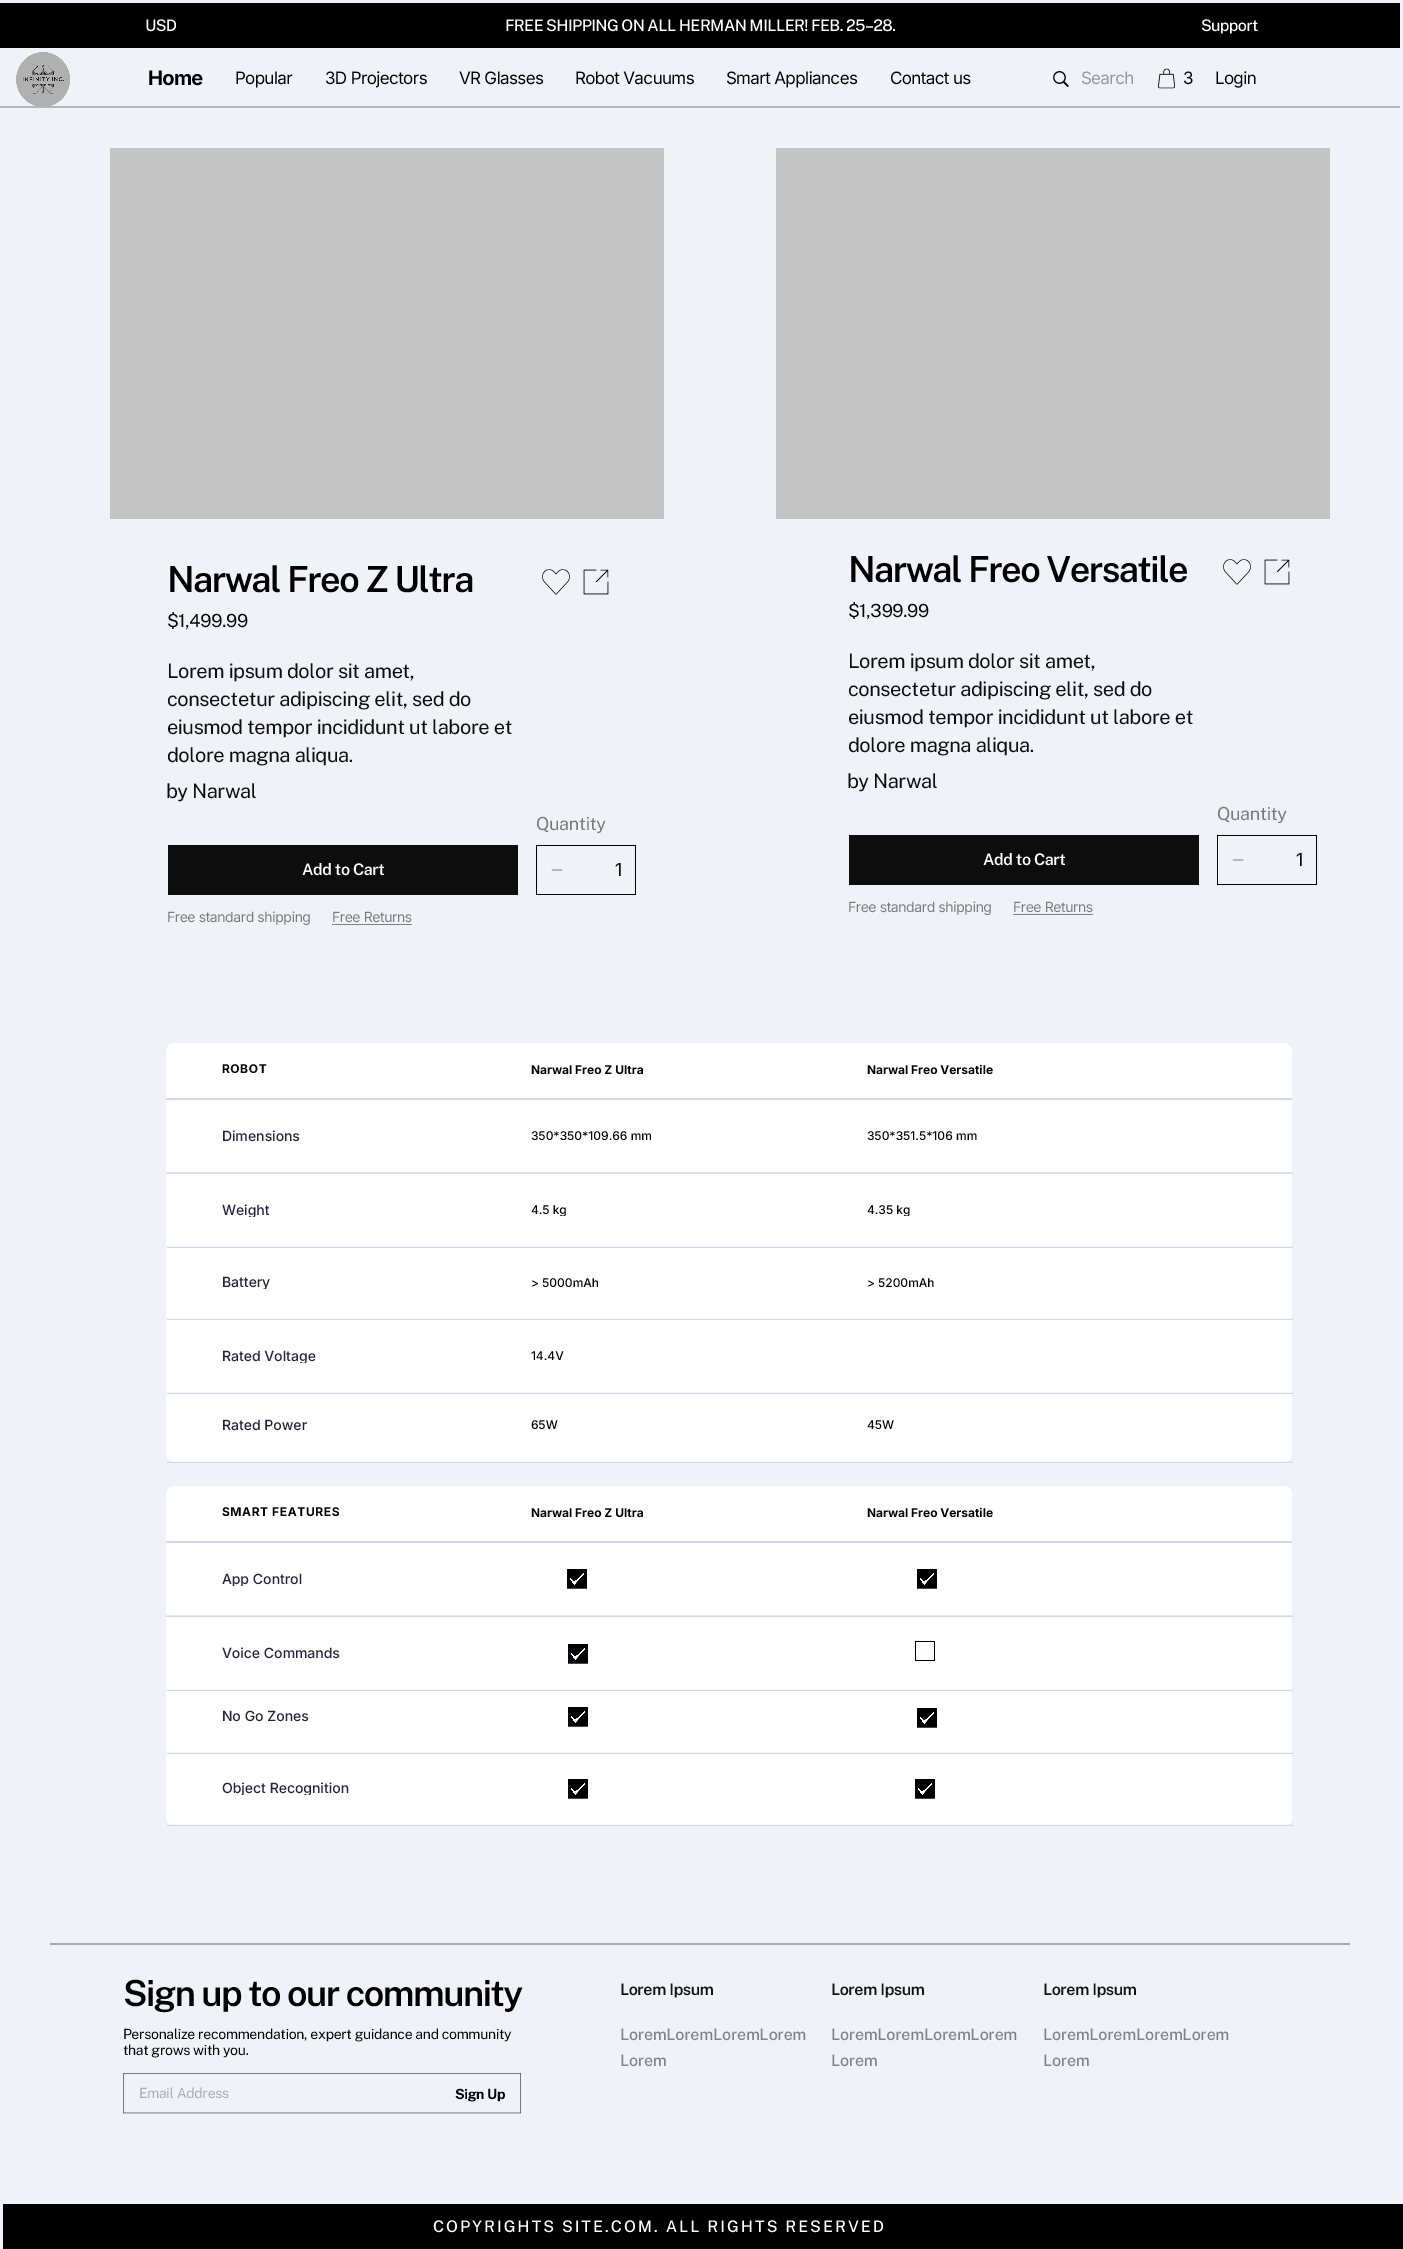 USD
FREE SHIPPING ON ALL HERMAN MILLER! FEB. 25–28.
Support
INFINITY INC.
Home
Popular
3D Projectors
VR Glasses
Robot Vacuums
Smart Appliances
Contact us
Search
3
Login
Narwal Freo Z Ultra
$1,499.99
Lorem ipsum dolor sit amet,
consectetur adipiscing elit, sed do
eiusmod tempor incididunt ut labore et
dolore magna aliqua.
by Narwal
Quantity
Add to Cart
– 1
Free standard shipping
Free Returns
Narwal Freo Versatile
$1,399.99
Lorem ipsum dolor sit amet,
consectetur adipiscing elit, sed do
eiusmod tempor incididunt ut labore et
dolore magna aliqua.
by Narwal
Quantity
Add to Cart
– 1
Free standard shipping
Free Returns
ROBOT Narwal Freo Z Ultra Narwal Freo Versatile
Dimensions 350*350*109.66 mm 350*351.5*106 mm
Weight 4.5 kg 4.35 kg
Battery > 5000mAh > 5200mAh
Rated Voltage 14.4V
Rated Power 65W 45W
SMART FEATURES Narwal Freo Z Ultra Narwal Freo Versatile
App Control
Voice Commands
No Go Zones
Object Recognition
Sign up to our community
Personalize recommendation, expert guidance and community
that grows with you.
Email Address
Sign Up
Lorem Ipsum
LoremLoremLoremLorem
Lorem
Lorem Ipsum
LoremLoremLoremLorem
Lorem
Lorem Ipsum
LoremLoremLoremLorem
Lorem
COPYRIGHTS SITE.COM. ALL RIGHTS RESERVED